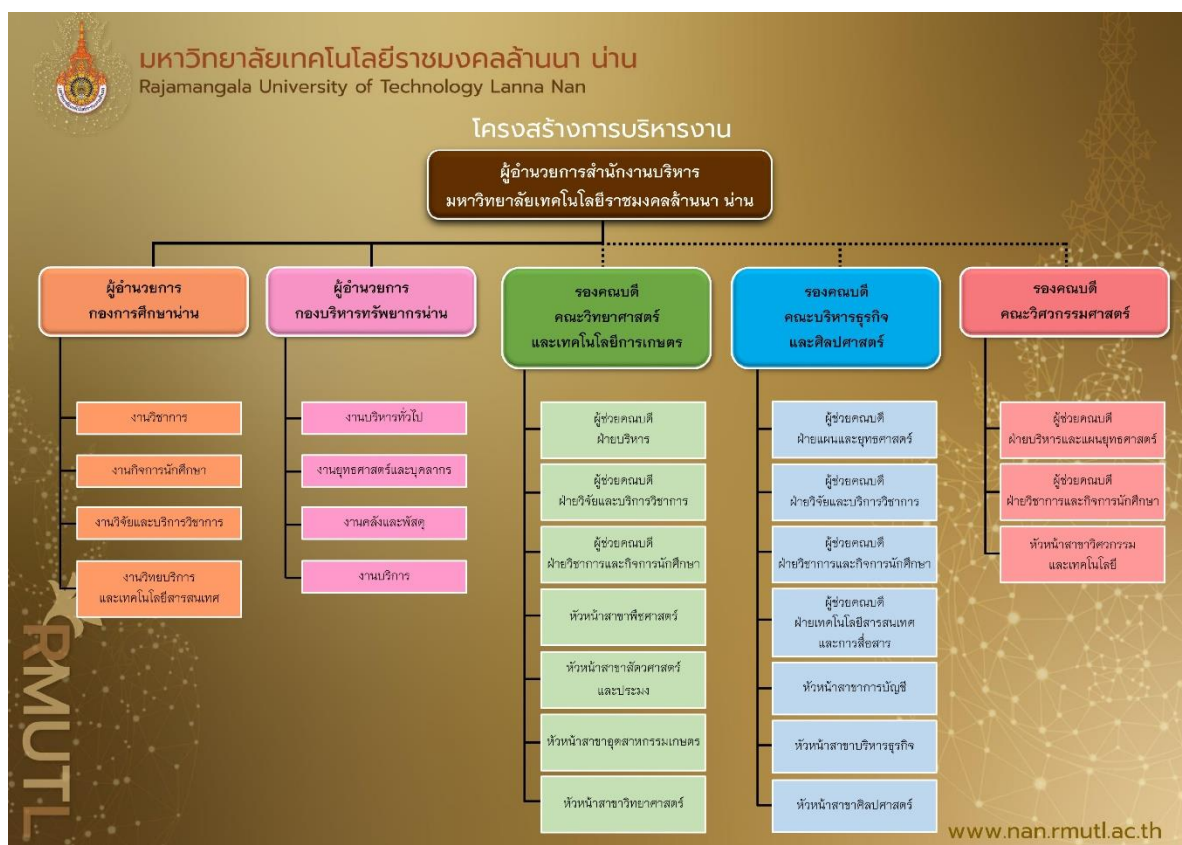 มหาวิทยาลัยเทคโนโลยีราชมงคลล้านนา น่าน
Rajamangala University of Technology Lanna Nan
โครงสร้างการบริหารงาน
ผู้อำนวยการสำนักงานบริหาร
มหาวิทยาลัยเทคโนโลยีราชมงคลล้านนา น่าน
ผู้อำนวยการ
กองการศึกษาน่าน
งานวิชาการ
งานกิจการนักศึกษา
งานวิจัยและบริการวิชาการ
งานวิทยบริการ
และเทคโนโลยีสารสนเทศ
ผู้อำนวยการ
กองบริหารทรัพยากรน่าน
งานบริหารทั่วไป
งานยุทธศาสตร์และบุคลากร
งานคลังและพัสดุ
งานบริการ
รองคณบดี
คณะวิทยาศาสตร์
และเทคโนโลยีการเกษตร
ผู้ช่วยคณบดี
ฝ่ายบริหาร
ผู้ช่วยคณบดี
ฝ่ายวิจัยและบริการวิชาการ
ผู้ช่วยคณบดี
ฝ่ายวิชาการและกิจการนักศึกษา
หัวหน้าสาขาพืชศาสตร์
หัวหน้าสาขาสัตวศาสตร์
และประมง
หัวหน้าสาขาอุตสาหกรรมเกษตร
หัวหน้าสาขาวิทยาศาสตร์
รองคณบดี
คณะบริหารธุรกิจ
และศิลปศาสตร์
ผู้ช่วยคณบดี
ฝ่ายแผนและยุทธศาสตร์
ผู้ช่วยคณบดี
ฝ่ายวิจัยและบริการวิชาการ
ผู้ช่วยคณบดี
ฝ่ายวิชาการและกิจการนักศึกษา
ผู้ช่วยคณบดี
ฝ่ายเทคโนโลยีสารสนเทศ
และการสื่อสาร
หัวหน้าสาขาการบัญชี
หัวหน้าสาขาบริหารธุรกิจ
หัวหน้าสาขาศิลปศาสตร์
รองคณบดี
คณะวิศวกรรมศาสตร์
ผู้ช่วยคณบดี
ฝ่ายบริหารและแผนยุทธศาสตร์
ผู้ช่วยคณบดี
ฝ่ายวิชาการและกิจการนักศึกษา
หัวหน้าสาขาวิศวกรรม
และเทคโนโลยี
RMUTL
www.nan.rmutl.ac.th